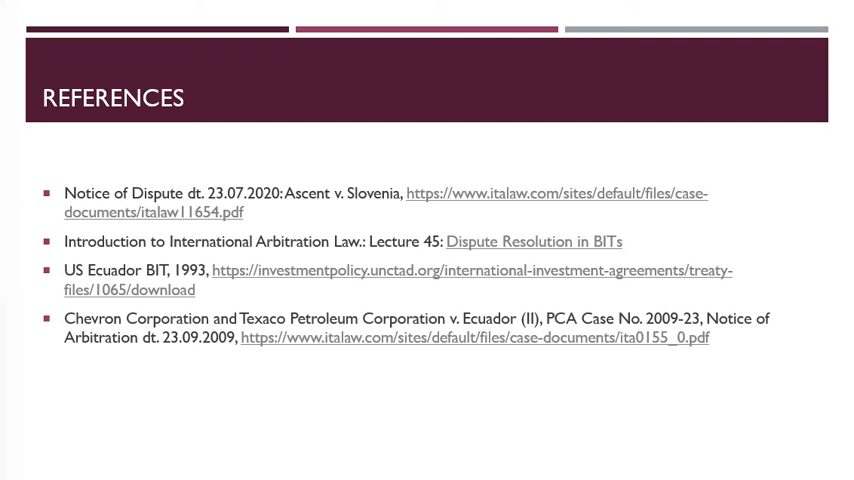 REFERENCES
Notice of Dispute dt. 23.07.2020: Ascent v. Slovenia, https://www.italaw.com/sites/default/files/case-
documents/italaw11654.pdf
Introduction to International Arbitration Law.: Lecture 45: Dispute Resolution in BITs
US Ecuador BIT, 1993, https://investmentpolicy.unctad.org/international-investment-agreements/treaty-
files/1065/download
Chevron Corporation and Texaco Petroleum Corporation v. Ecuador (II), PCA Case No. 2009-23, Notice of
Arbitration dt. 23.09.2009, https://www.italaw.com/sites/default/files/case-documents/ita0155_0.pdf